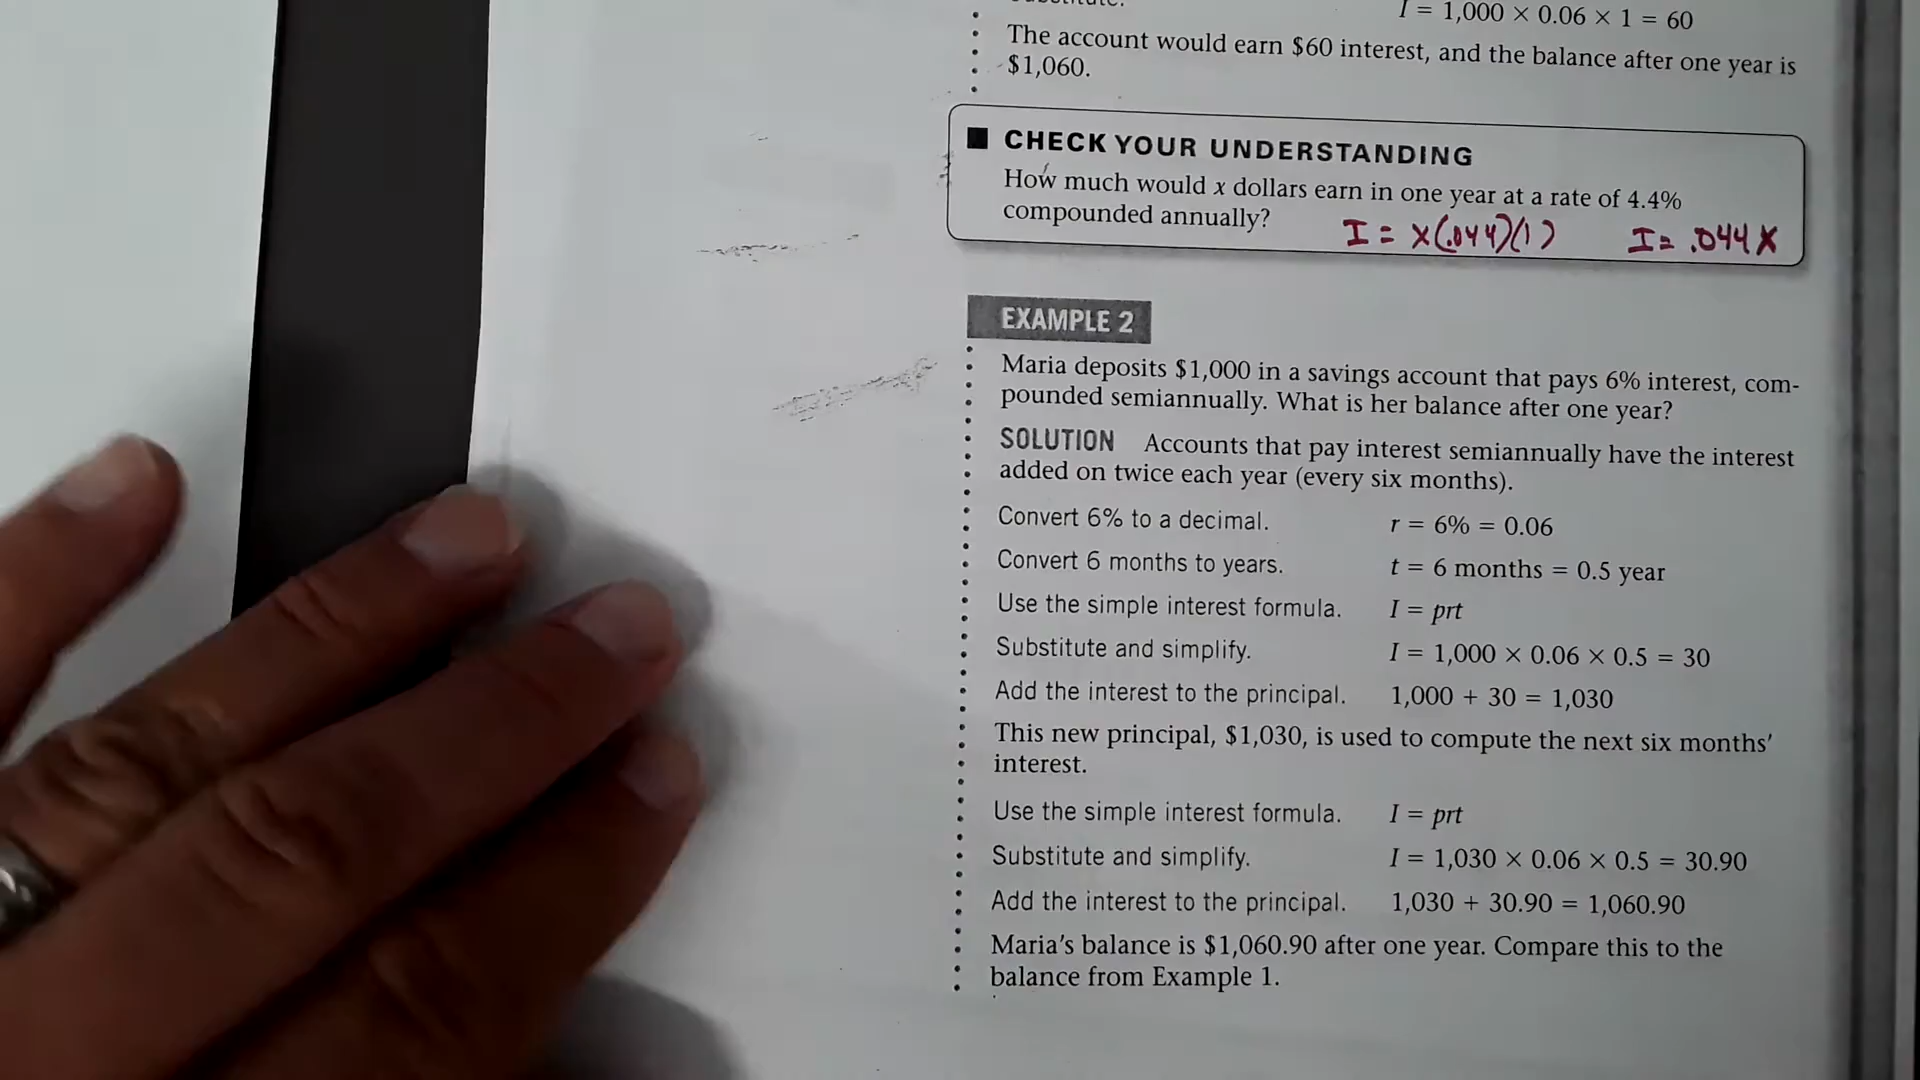 I = 1,000 × 0.06 × 1 = 60
The account would earn $60 interest, and the balance after one year is
$1,060.
CHECK YOUR UNDERSTANDING
How much would x dollars earn in one year at a rate of 4.4%
compounded annually?
I = x(.044)(1) I = .044x
EXAMPLE 2
Maria deposits $1,000 in a savings account that pays 6% interest, com-
pounded semiannually. What is her balance after one year?
SOLUTION Accounts that pay interest semiannually have the interest
added on twice each year (every six months).
Convert 6% to a decimal. r = 6% = 0.06
Convert 6 months to years. t = 6 months = 0.5 year
Use the simple interest formula. I = prt
Substitute and simplify. I = 1,000 × 0.06 × 0.5 = 30
Add the interest to the principal. 1,000 + 30 = 1,030
This new principal, $1,030, is used to compute the next six months'
interest.
Use the simple interest formula. I = prt
Substitute and simplify. I = 1,030 × 0.06 × 0.5 = 30.90
Add the interest to the principal. 1,030 + 30.90 = 1,060.90
Maria's balance is $1,060.90 after one year. Compare this to the
balance from Example 1.